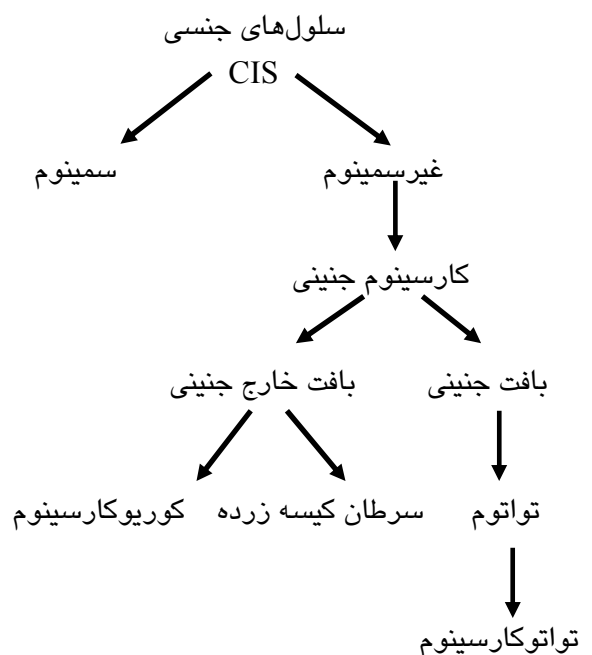 سلول‌های جنسی
CIS
غیرسمینوم
سمینوم
کارسینوم جنینی
بافت جنینی
بافت خارج جنینی
تواتوم
سرطان کیسه زرده
کوریوکارسینوم
تواتوکارسینوم